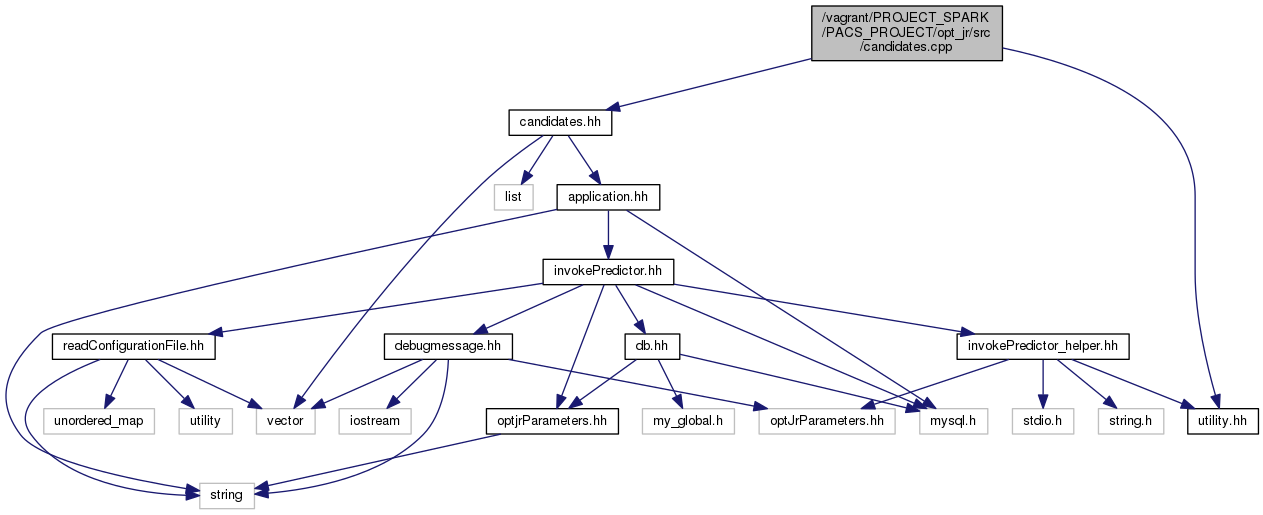 /vagrant/PROJECT_SPARK
/PACS_PROJECT/opt_jr/src
/candidates.cpp
candidates.hh
list
application.hh
invokePredictor.hh
readConfigurationFile.hh
debugmessage.hh
db.hh
invokePredictor_helper.hh
unordered_map
utility
vector
iostream
optjrParameters.hh
my_global.h
optJrParameters.hh
mysql.h
stdio.h
string.h
utility.hh
string